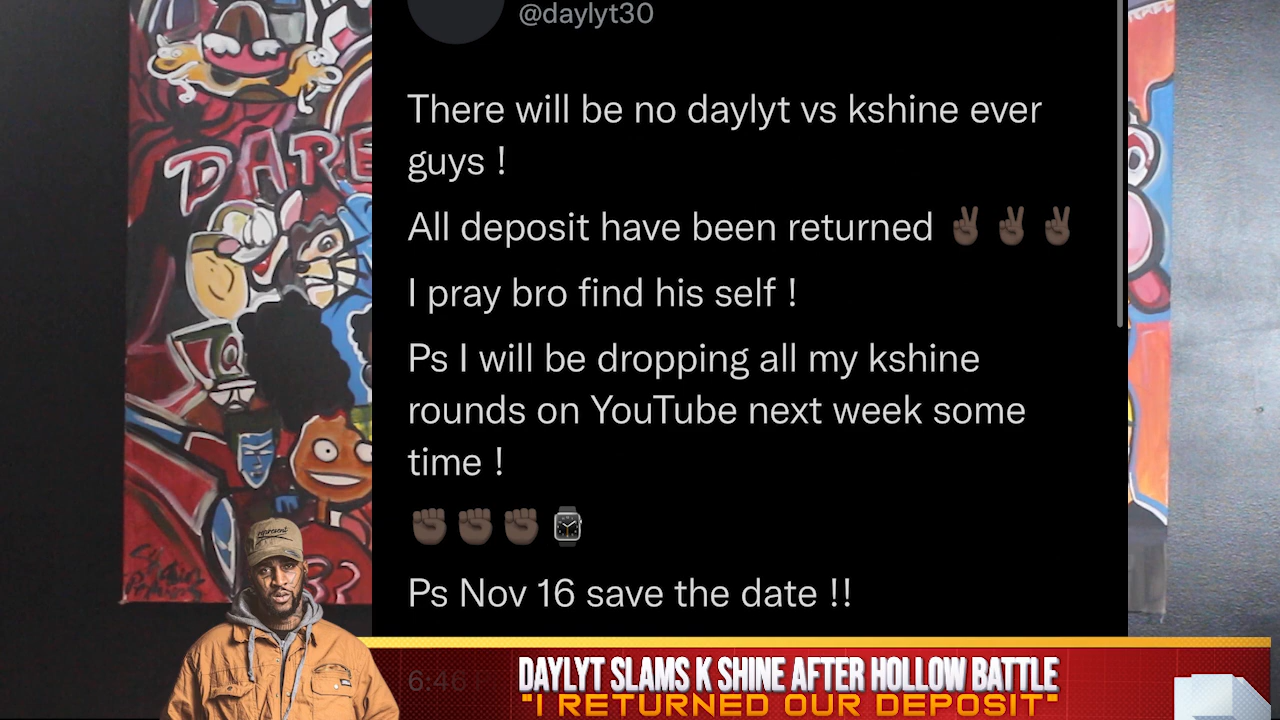 @daylyt30
There will be no daylyt vs kshine ever
guys !
All deposit have been returned ✌🏿✌🏿✌🏿
I pray bro find his self !
Ps I will be dropping all my kshine
rounds on YouTube next week some
time !
✊🏿✊🏿✊🏿⌚
Ps Nov 16 save the date !!
6:46
DARE
represent
DAYLYT SLAMS K SHINE AFTER HOLLOW BATTLE
"I RETURNED OUR DEPOSIT"